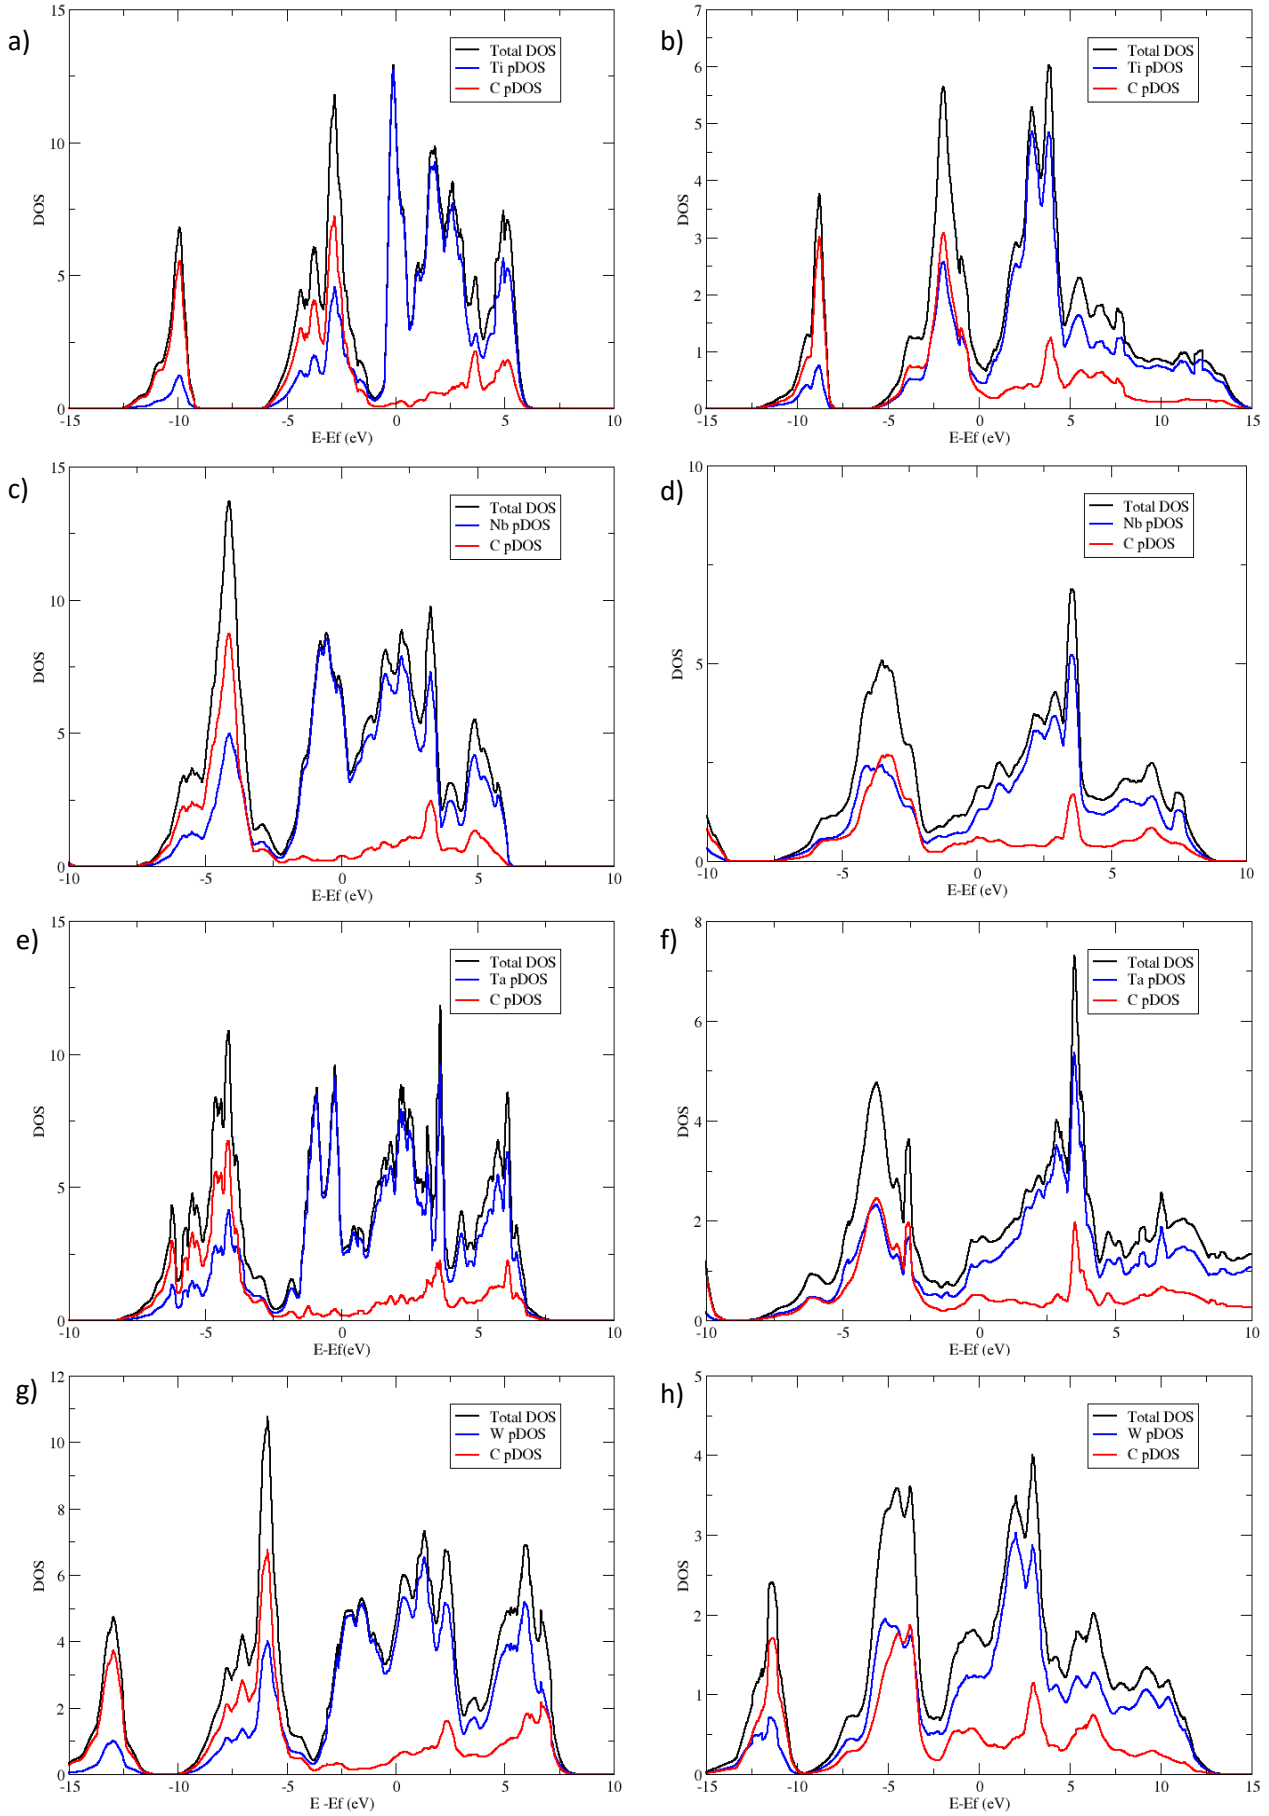 a)
15
10
5
0
DOS
Total DOS
Ti pDOS
C pDOS
-15 -10 -5 0 5 10
E-Ef (eV)
b)
7
6
5
4
3
2
1
0
DOS
Total DOS
Ti pDOS
C pDOS
-15 -10 -5 0 5 10 15
E-Ef (eV)
c)
15
10
5
0
DOS
Total DOS
Nb pDOS
C pDOS
-10 -5 0 5 10
E-Ef (eV)
d)
10
5
0
DOS
Total DOS
Nb pDOS
C pDOS
-10 -5 0 5 10
E-Ef (eV)
e)
15
10
5
0
DOS
Total DOS
Ta pDOS
C pDOS
-10 -5 0 5 10
E-Ef(eV)
f)
8
6
4
2
0
DOS
Total DOS
Ta pDOS
C pDOS
-10 -5 0 5 10
E-Ef (eV)
g)
12
10
8
6
4
2
0
DOS
Total DOS
W pDOS
C pDOS
-15 -10 -5 0 5 10
E -Ef (eV)
h)
5
4
3
2
1
0
DOS
Total DOS
W pDOS
C pDOS
-15 -10 -5 0 5 10 15
E-Ef (eV)